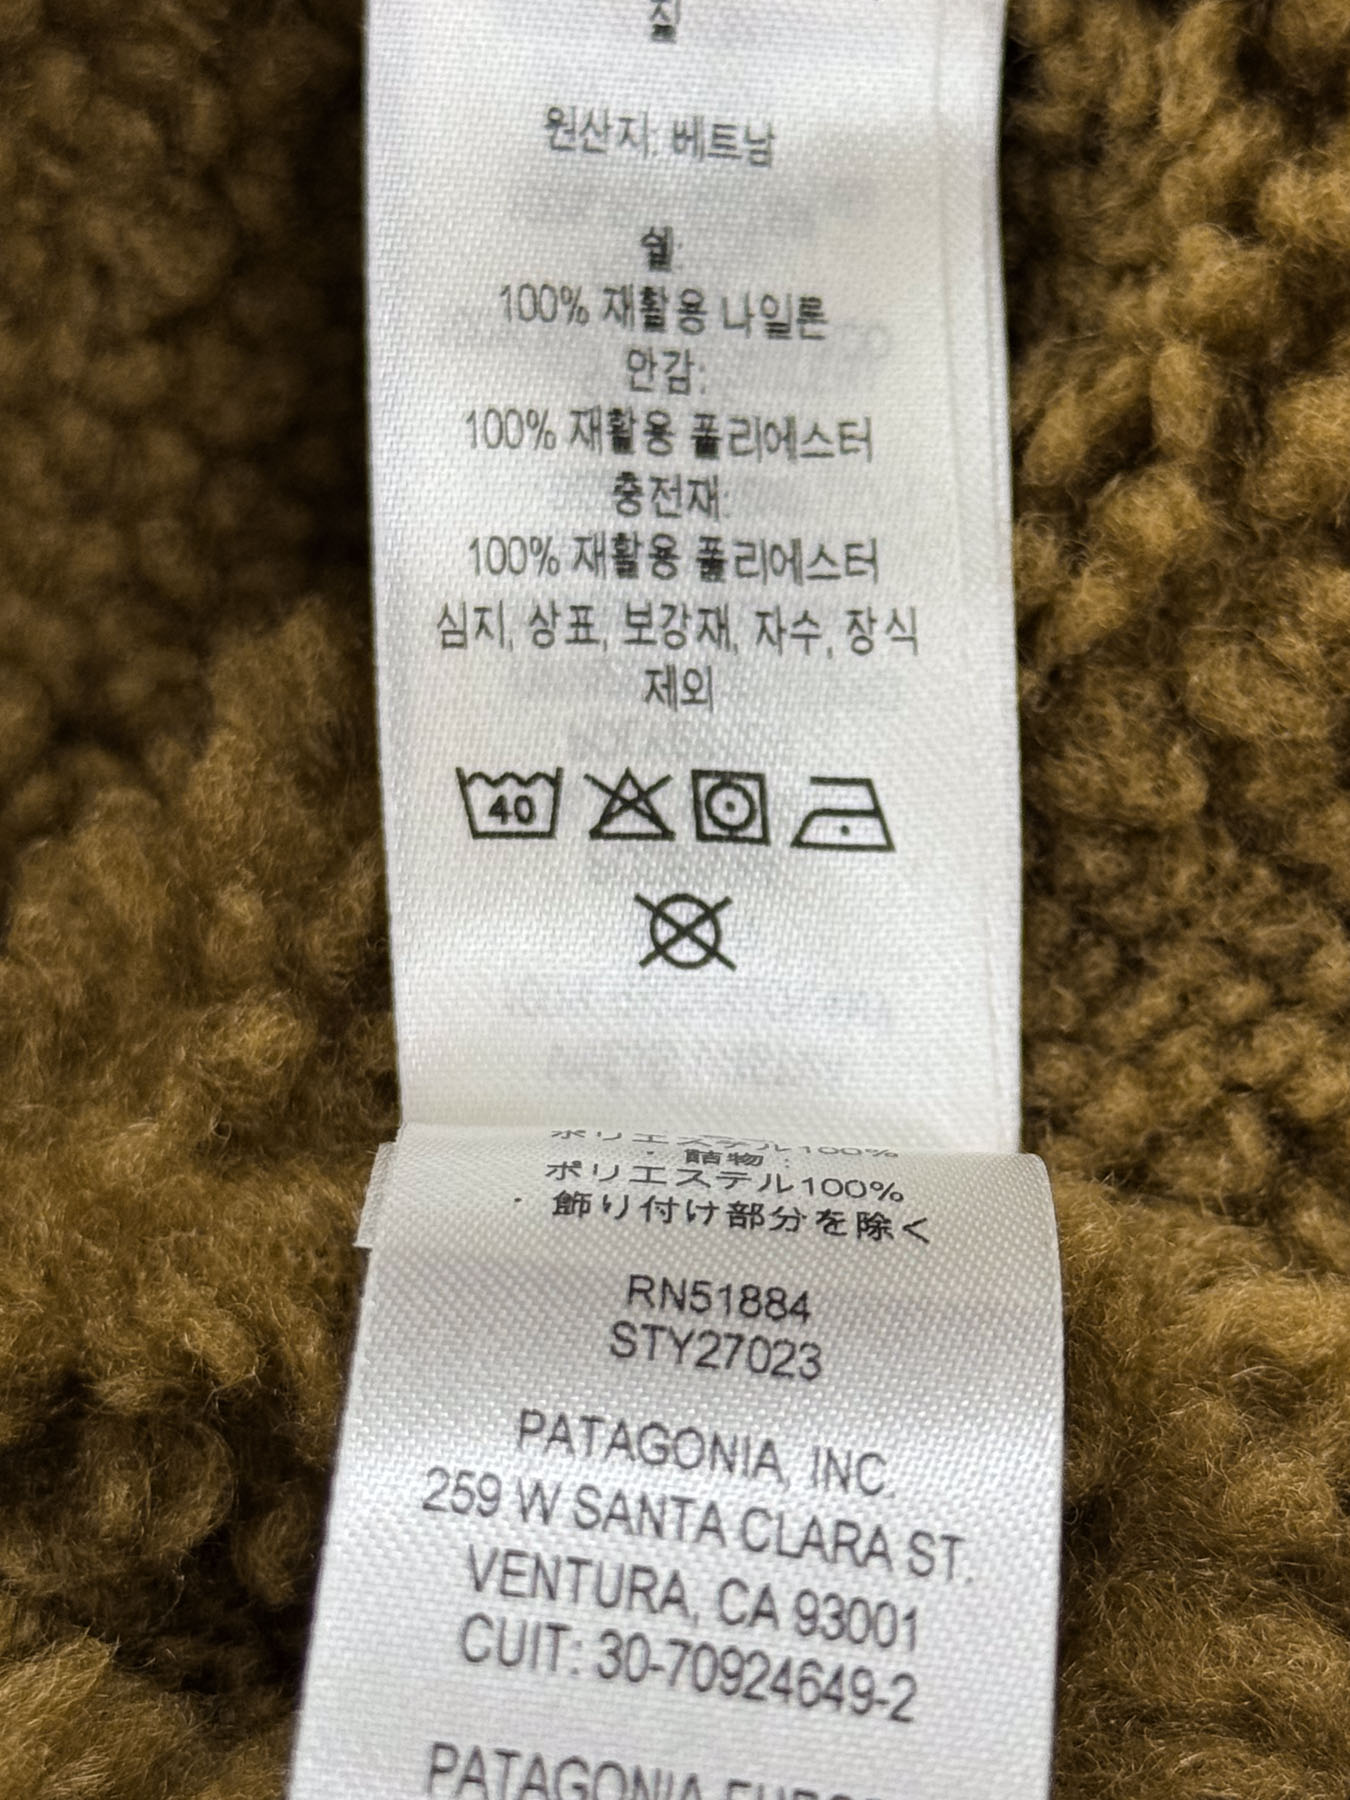 질
원산지: 베트남
쉘:
100% 재활용 나일론
안감:
100% 재활용 폴리에스터
충전재:
100% 재활용 폴리에스터
심지, 상표, 보강재, 자수, 장식
제외
40
ポリエステル100%
・詰物:
ポリエステル100%
・飾り付け部分を除く
RN51884
STY27023
PATAGONIA, INC.
259 W SANTA CLARA ST.
VENTURA, CA 93001
CUIT: 30-70924649-2
PATAGONIA